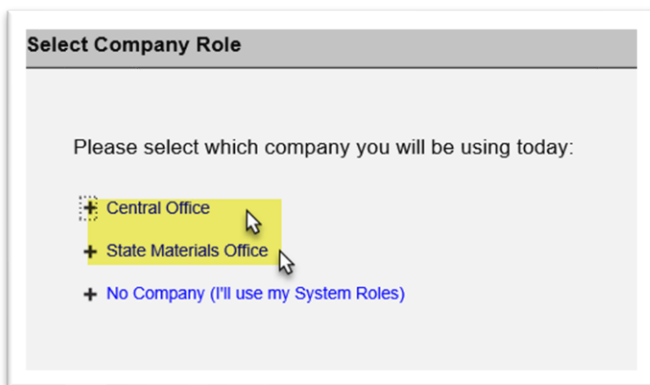 Select Company Role
Please select which company you will be using today:
+ Central Office
+ State Materials Office
+ No Company (I'll use my System Roles)